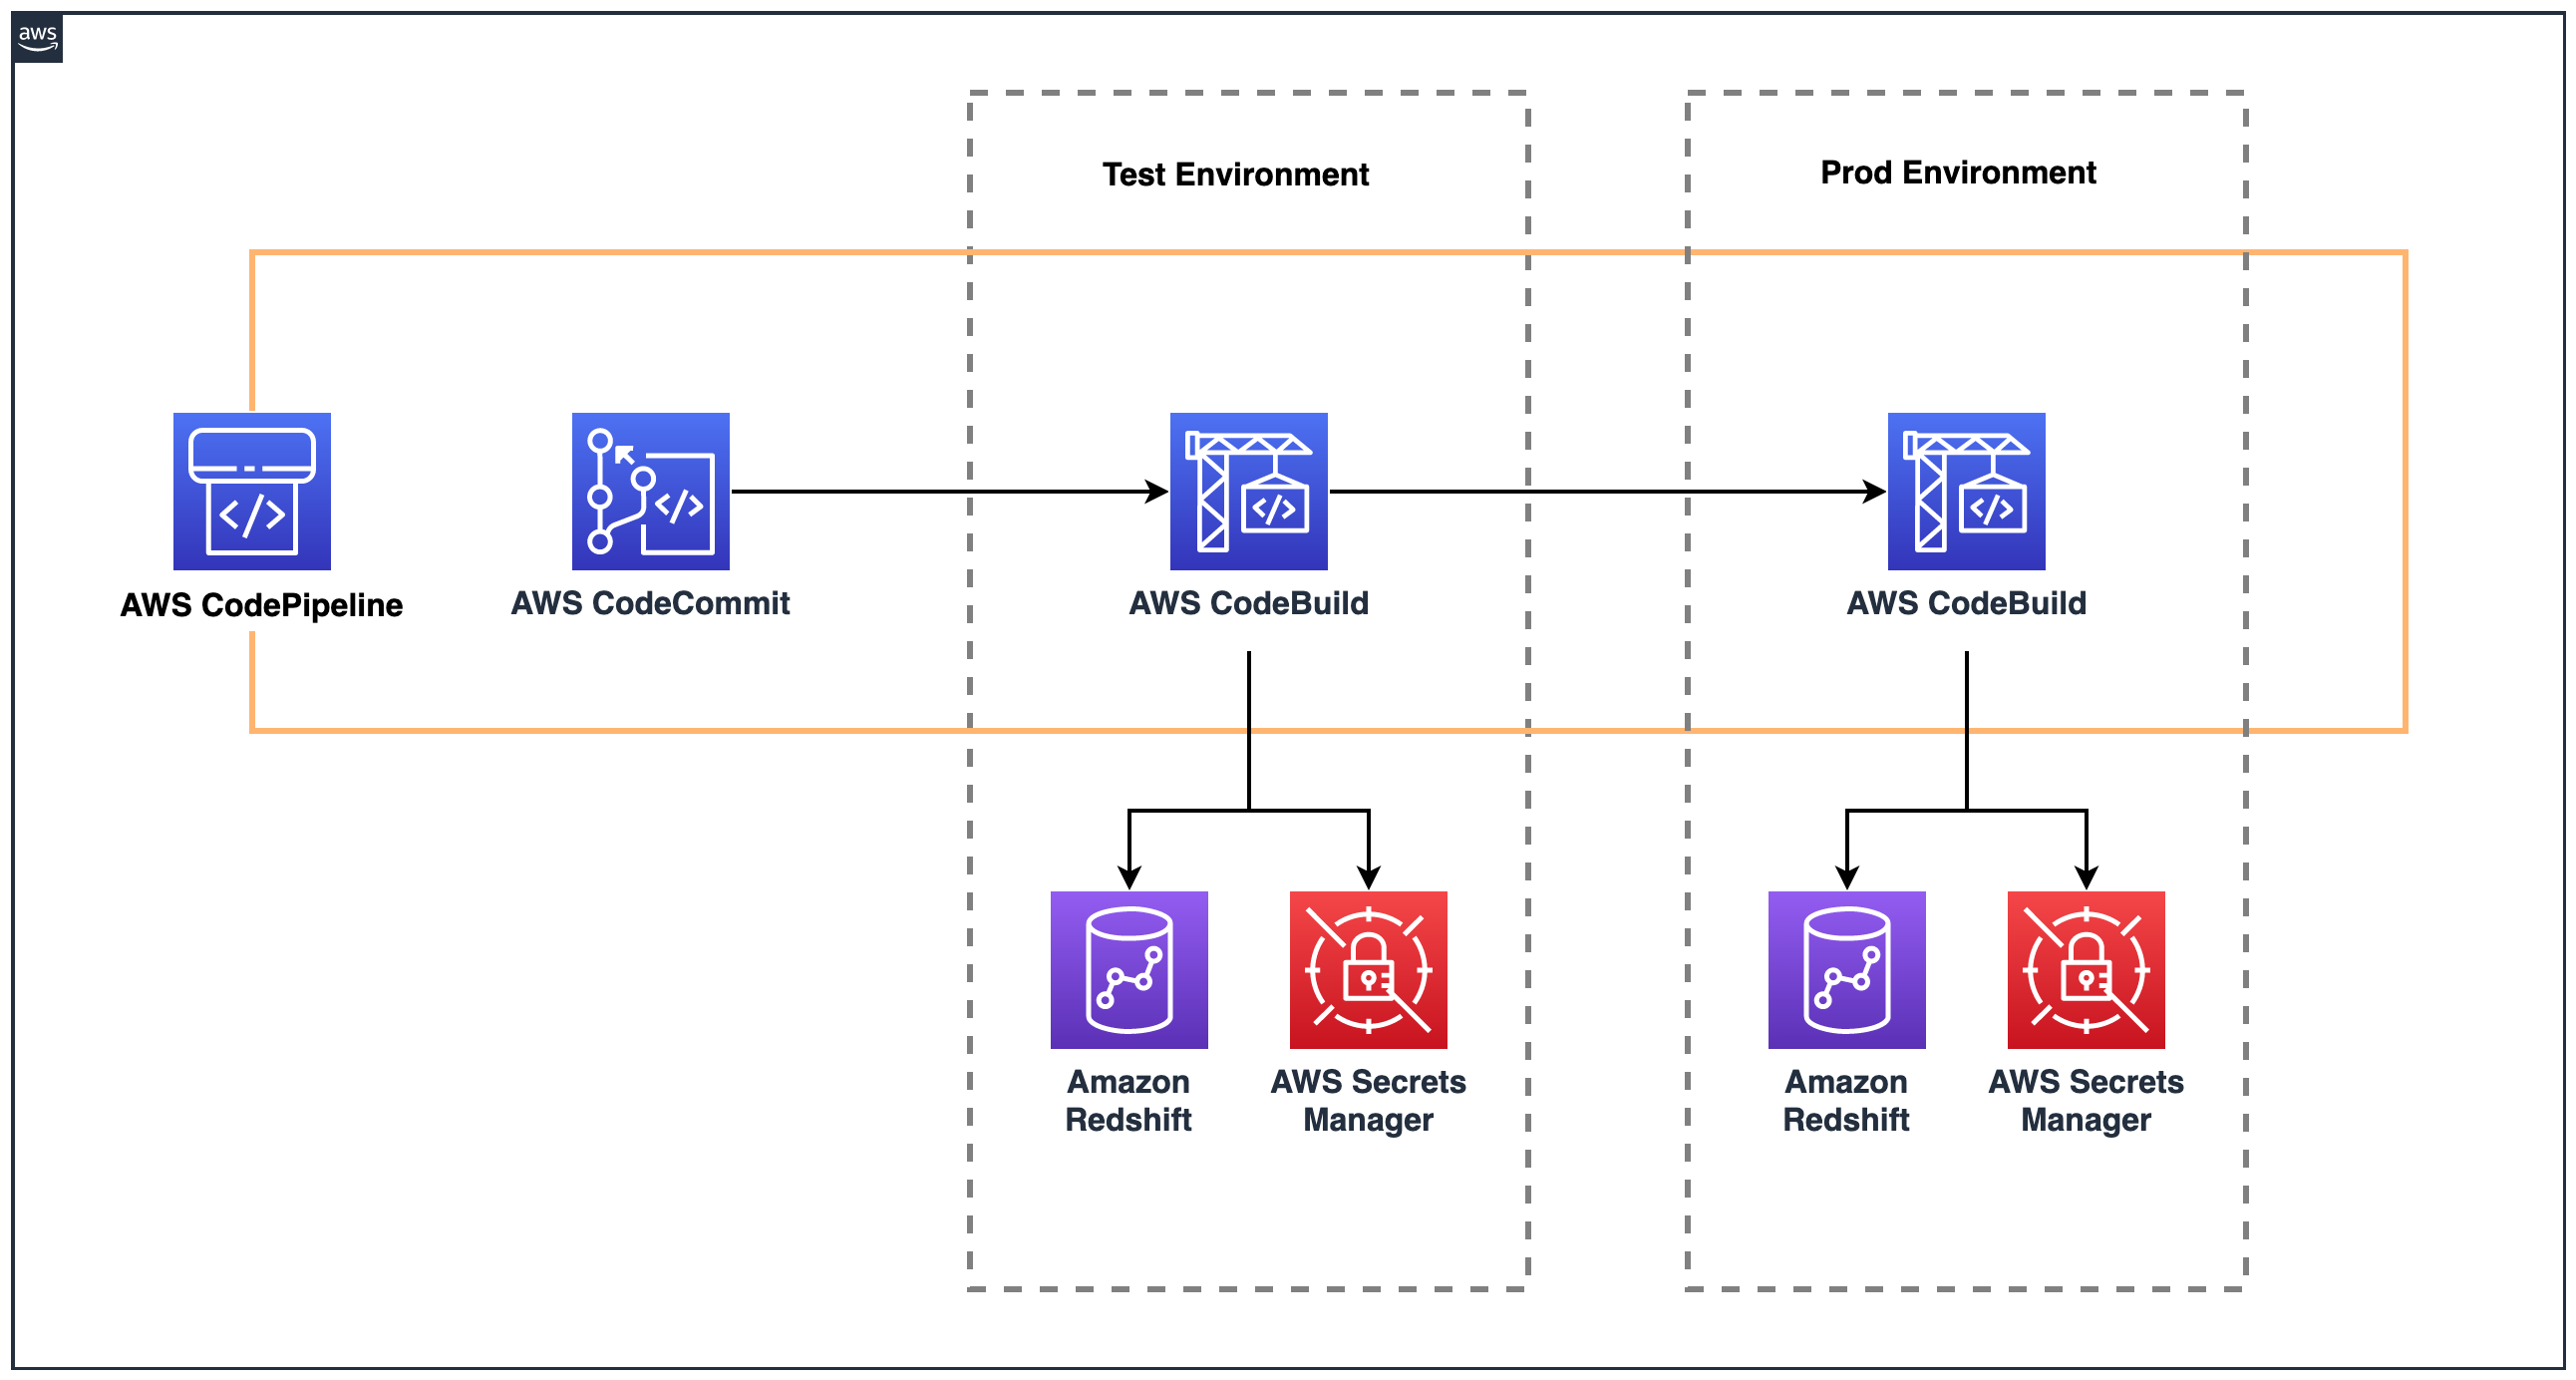 aws
Test Environment
Prod Environment
AWS CodePipeline
AWS CodeCommit
AWS CodeBuild
AWS CodeBuild
Amazon
Redshift
AWS Secrets
Manager
Amazon
Redshift
AWS Secrets
Manager